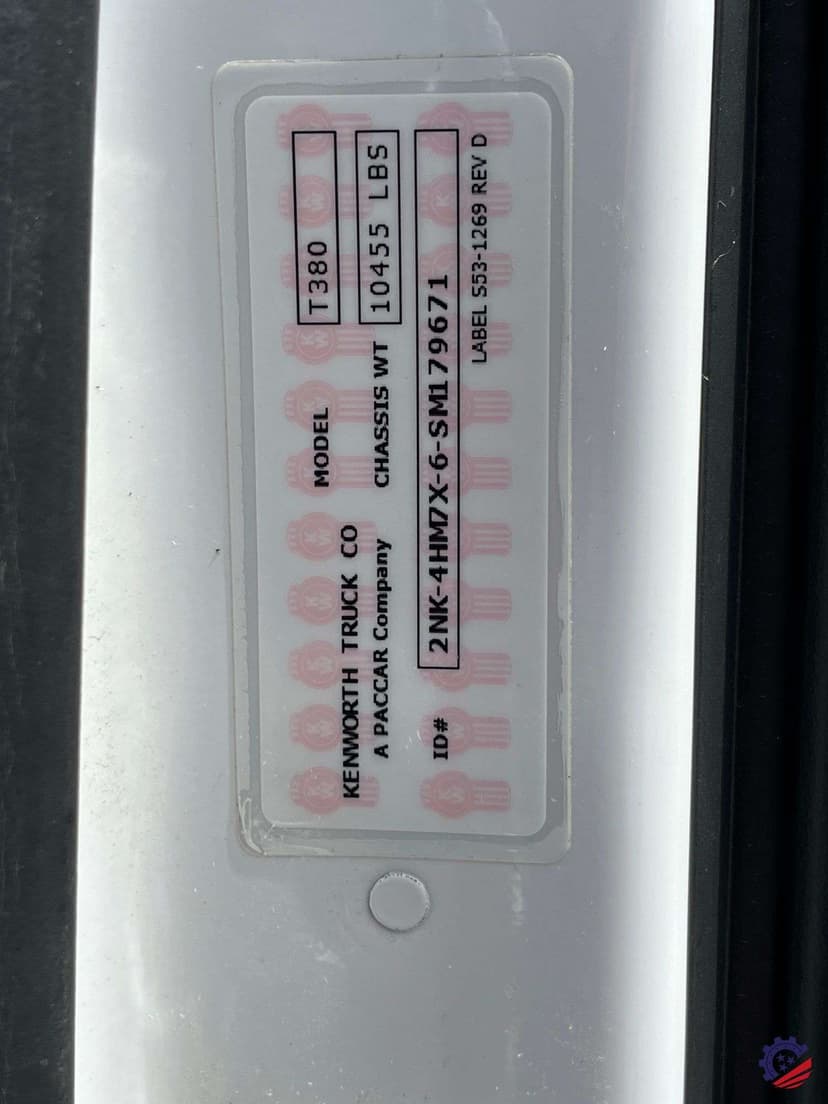 KENWORTH TRUCK CO MODEL T380
A PACCAR Company CHASSIS WT 10455 LBS
ID# 2NK-4HM7X-6-SM179671
LABEL S53-1269 REV D